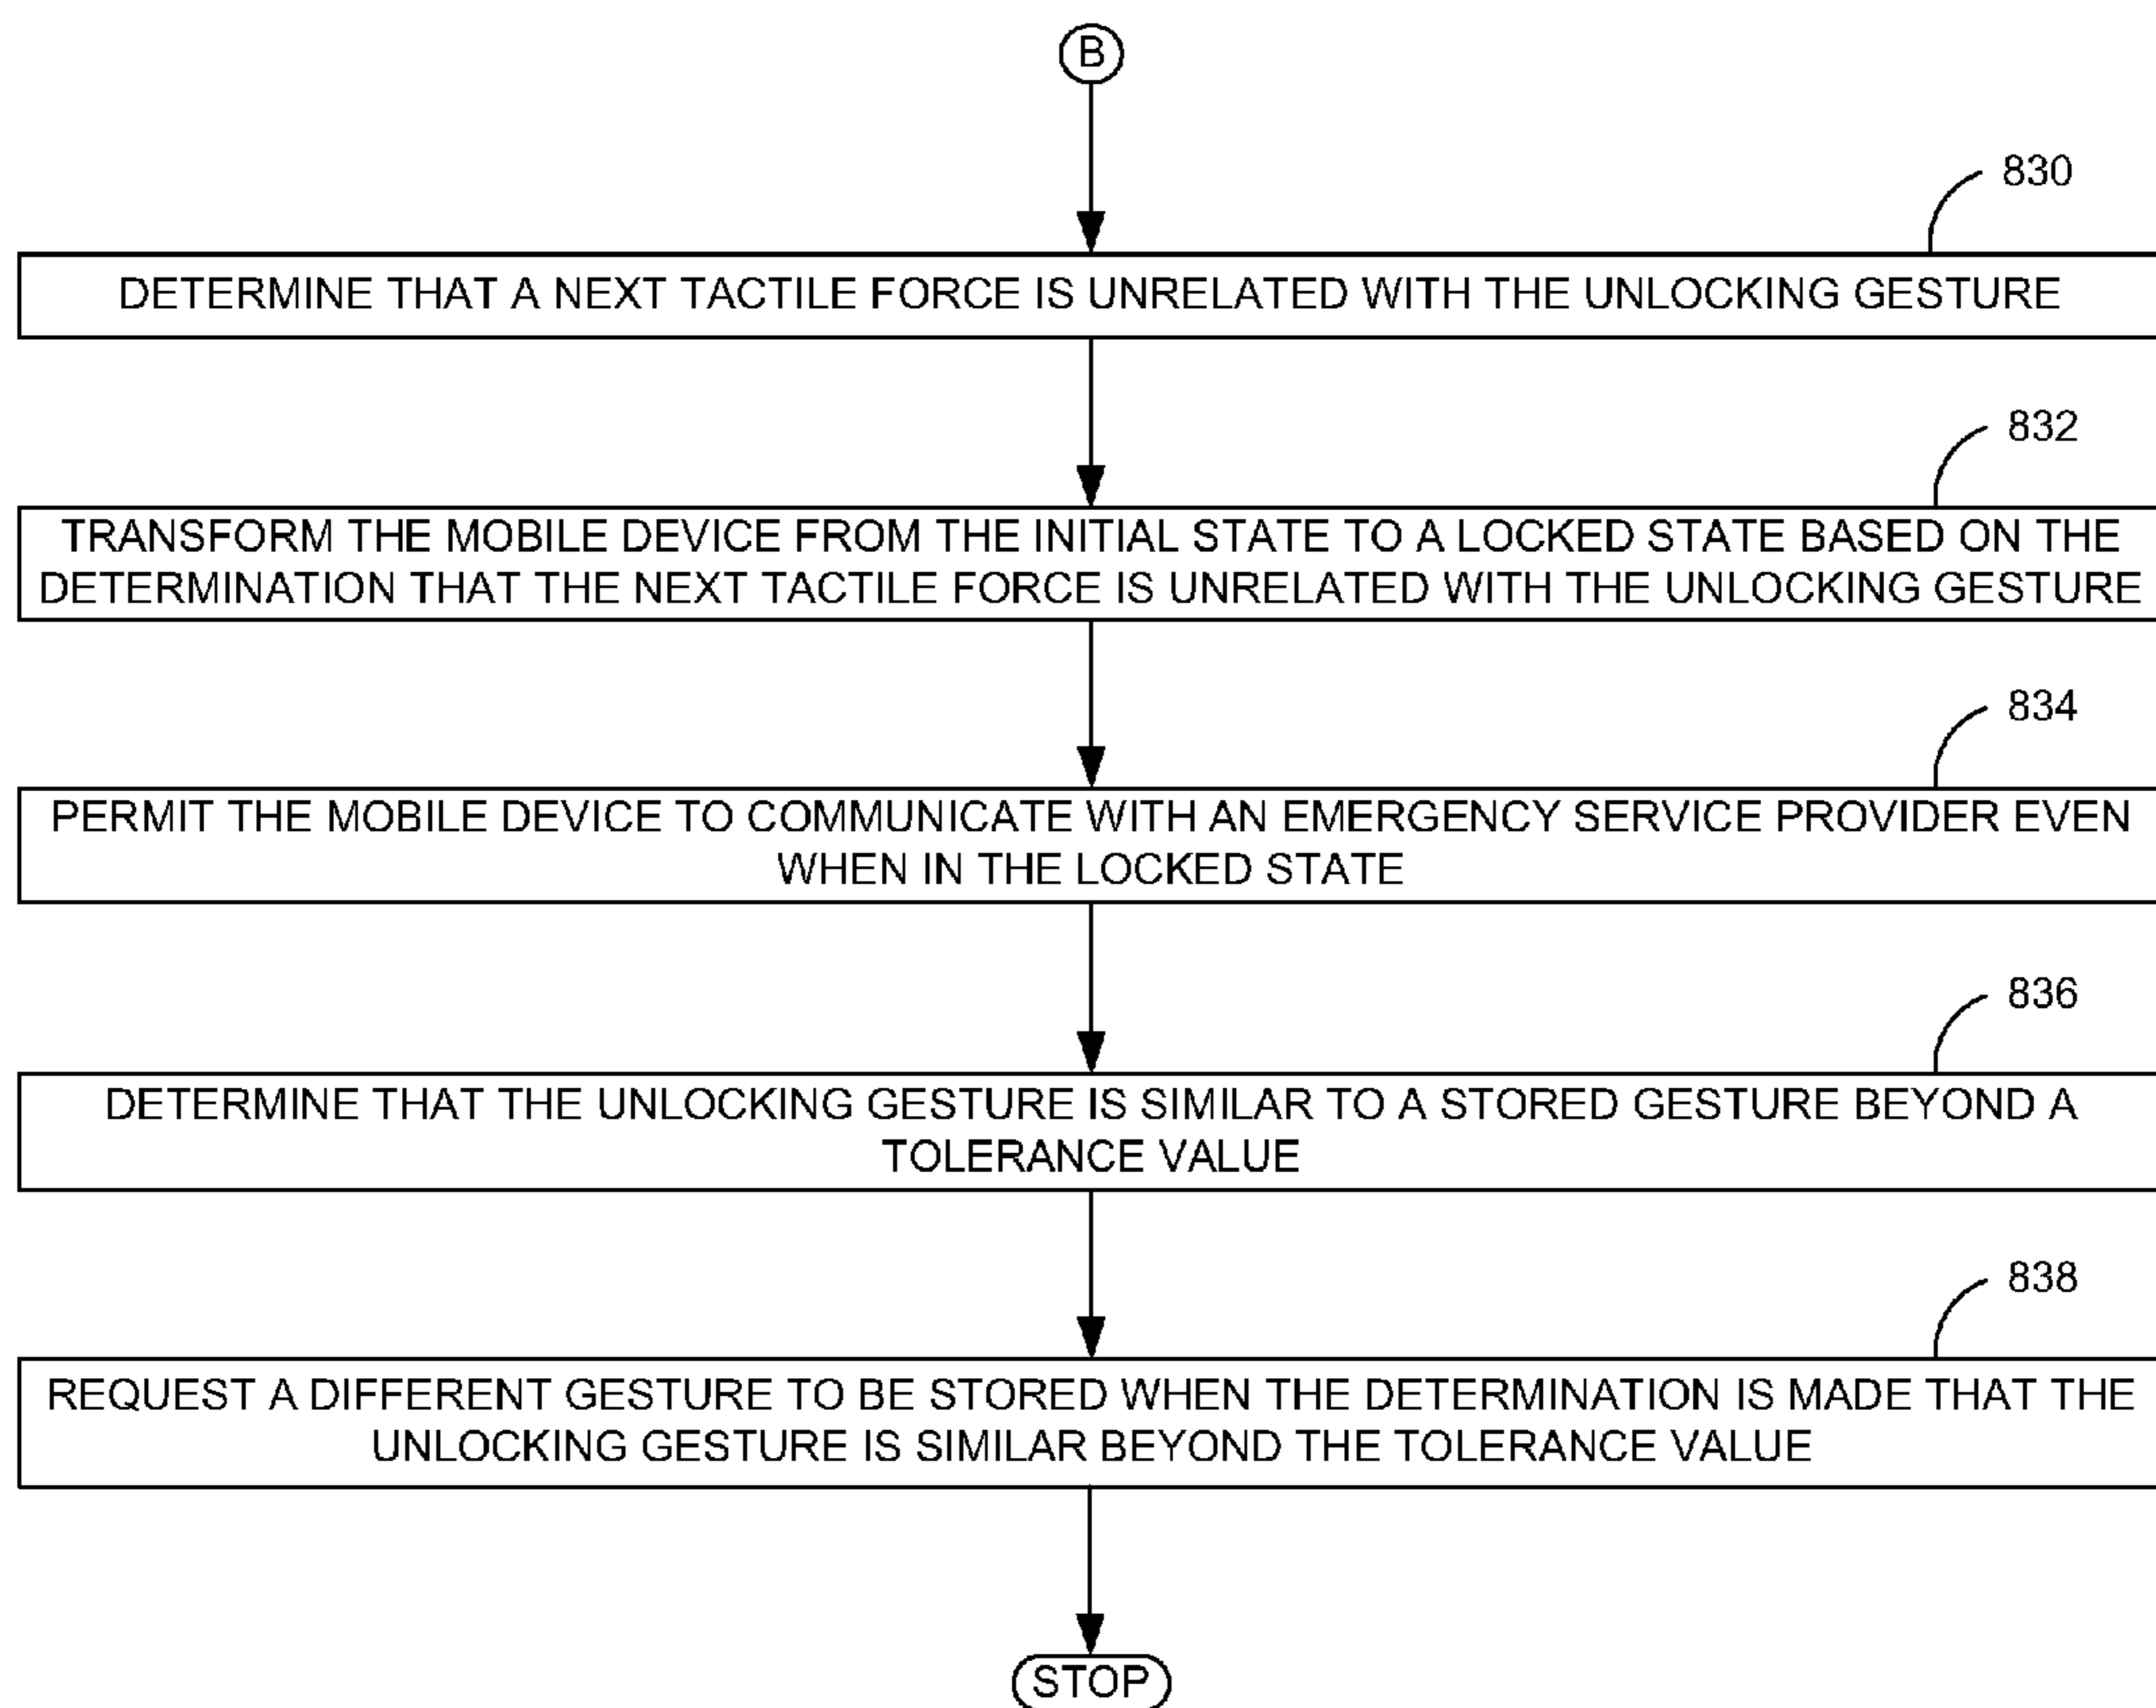 B
830
DETERMINE THAT A NEXT TACTILE FORCE IS UNRELATED WITH THE UNLOCKING GESTURE
832
TRANSFORM THE MOBILE DEVICE FROM THE INITIAL STATE TO A LOCKED STATE BASED ON THE
DETERMINATION THAT THE NEXT TACTILE FORCE IS UNRELATED WITH THE UNLOCKING GESTURE
834
PERMIT THE MOBILE DEVICE TO COMMUNICATE WITH AN EMERGENCY SERVICE PROVIDER EVEN
WHEN IN THE LOCKED STATE
836
DETERMINE THAT THE UNLOCKING GESTURE IS SIMILAR TO A STORED GESTURE BEYOND A
TOLERANCE VALUE
838
REQUEST A DIFFERENT GESTURE TO BE STORED WHEN THE DETERMINATION IS MADE THAT THE
UNLOCKING GESTURE IS SIMILAR BEYOND THE TOLERANCE VALUE
STOP